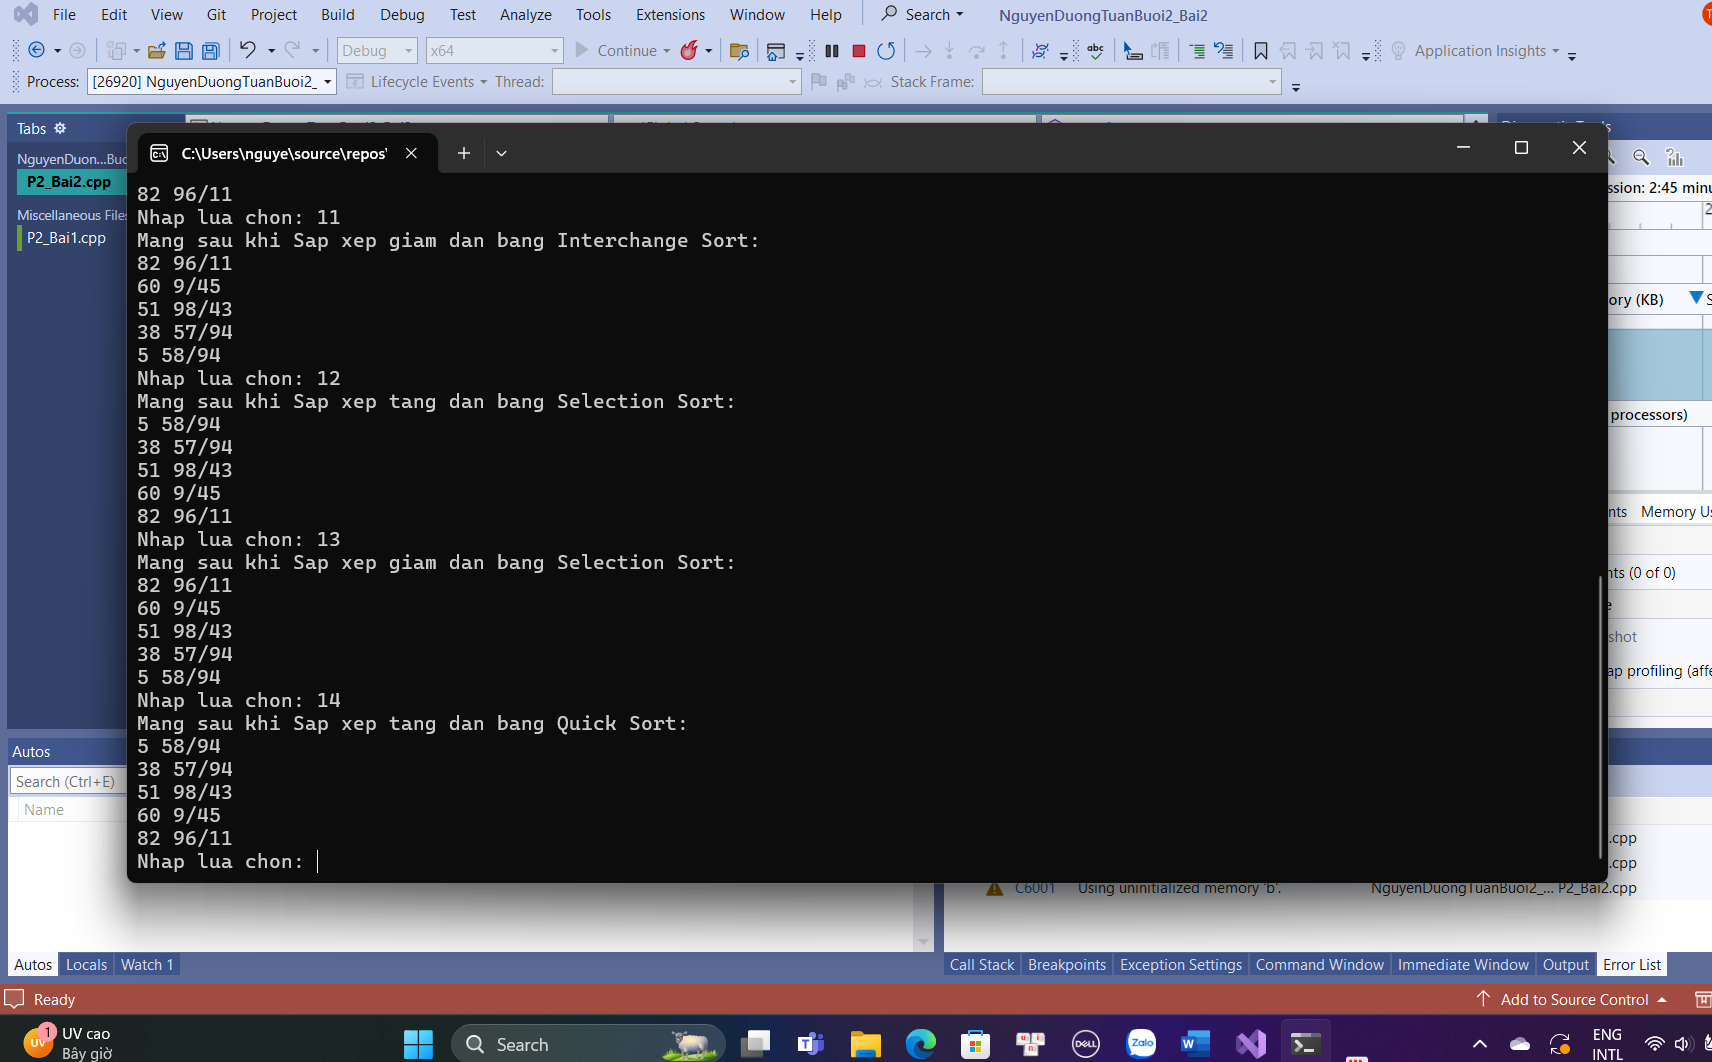 File Edit View Git Project Build Debug Test Analyze Tools Extensions Window Help Search NguyenDuongTuanBuoi2_Bai2
Debug x64 Continue Application Insights
Process: [26920] NguyenDuongTuanBuoi2_ Lifecycle Events Thread: Stack Frame:
Tabs
NguyenDuon...Buo
P2_Bai2.cpp
Miscellaneous Files
P2_Bai1.cpp
C:\Users\nguye\source\repos'
82 96/11
Nhap lua chon: 11
Mang sau khi Sap xep giam dan bang Interchange Sort:
82 96/11
60 9/45
51 98/43
38 57/94
5 58/94
Nhap lua chon: 12
Mang sau khi Sap xep tang dan bang Selection Sort:
5 58/94
38 57/94
51 98/43
60 9/45
82 96/11
Nhap lua chon: 13
Mang sau khi Sap xep giam dan bang Selection Sort:
82 96/11
60 9/45
51 98/43
38 57/94
5 58/94
Nhap lua chon: 14
Mang sau khi Sap xep tang dan bang Quick Sort:
5 58/94
38 57/94
51 98/43
60 9/45
82 96/11
Nhap lua chon:
ssion: 2:45 minu
ory (KB)
processors)
nts Memory Us
nts (0 of 0)
shot
ap profiling (affe
.cpp
.cpp
C6001 Using uninitialized memory 'b'. NguyenDuongTuanBuoi2_... P2_Bai2.cpp
Autos
Search (Ctrl+E)
Name
Autos Locals Watch 1
Call Stack Breakpoints Exception Settings Command Window Immediate Window Output Error List
Ready
Add to Source Control
UV 1 UV cao
Bây giờ
Search
DELL
Zalo
ENG
INTL